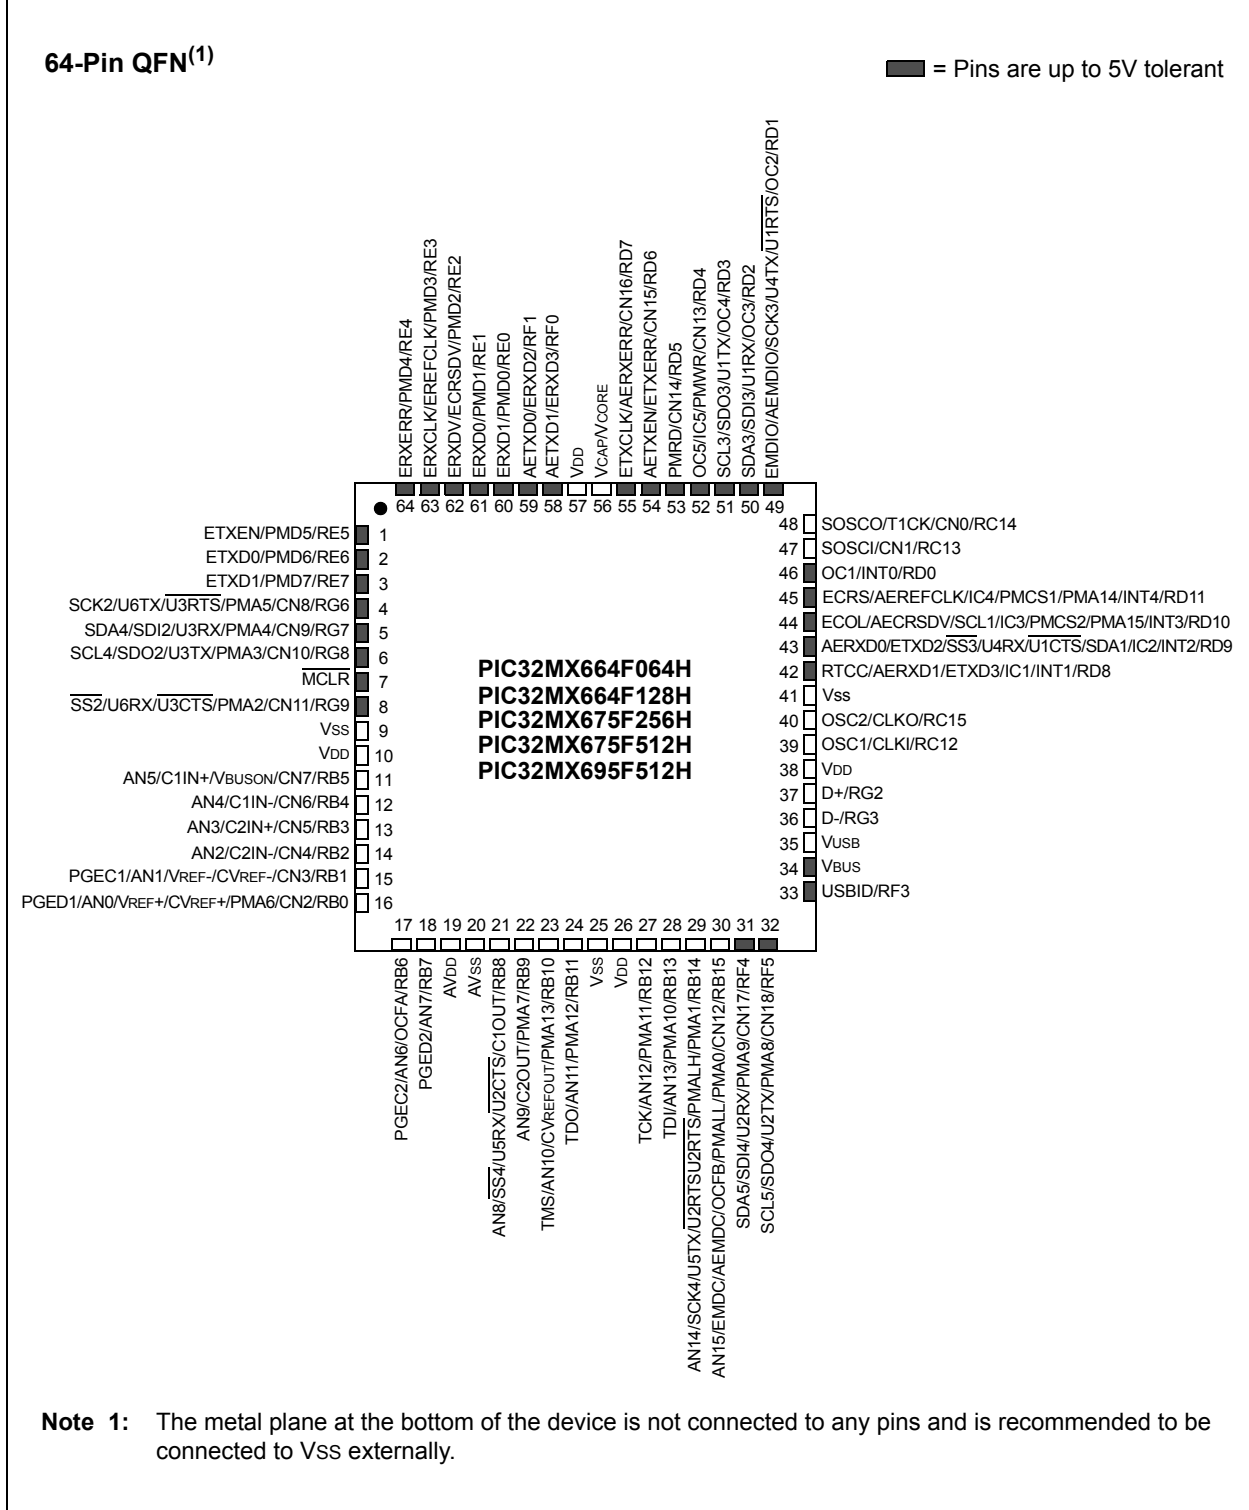 64-Pin QFN(1)
= Pins are up to 5V tolerant
ERXERR/PMD4/RE4
ERXCLK/EREFCLK/PMD3/RE3
ERXDV/ECRSDV/PMD2/RE2
ERXD0/PMD1/RE1
ERXD1/PMD0/RE0
AETXD0/ERXD2/RF1
AETXD1/ERXD3/RF0
VDD
VCAP/VCORE
ETXCLK/AERXERR/CN16/RD7
AETXEN/ETXERR/CN15/RD6
PMRD/CN14/RD5
OC5/IC5/PMWR/CN13/RD4
SCL3/SDO3/U1TX/OC4/RD3
SDA3/SDI3/U1RX/OC3/RD2
EMDIO/AEMDIO/SCK3/U4TX/U1RTS/OC2/RD1
64 63 62 61 60 59 58 57 56 55 54 53 52 51 50 49
ETXEN/PMD5/RE5 1
ETXD0/PMD6/RE6 2
ETXD1/PMD7/RE7 3
SCK2/U6TX/U3RTS/PMA5/CN8/RG6 4
SDA4/SDI2/U3RX/PMA4/CN9/RG7 5
SCL4/SDO2/U3TX/PMA3/CN10/RG8 6
MCLR 7
SS2/U6RX/U3CTS/PMA2/CN11/RG9 8
VSS 9
VDD 10
AN5/C1IN+/VBUSON/CN7/RB5 11
AN4/C1IN-/CN6/RB4 12
AN3/C2IN+/CN5/RB3 13
AN2/C2IN-/CN4/RB2 14
PGEC1/AN1/VREF-/CVREF-/CN3/RB1 15
PGED1/AN0/VREF+/CVREF+/PMA6/CN2/RB0 16
PIC32MX664F064H
PIC32MX664F128H
PIC32MX675F256H
PIC32MX675F512H
PIC32MX695F512H
48 SOSCO/T1CK/CN0/RC14
47 SOSCI/CN1/RC13
46 OC1/INT0/RD0
45 ECRS/AEREFCLK/IC4/PMCS1/PMA14/INT4/RD11
44 ECOL/AECRSDV/SCL1/IC3/PMCS2/PMA15/INT3/RD10
43 AERXD0/ETXD2/SS3/U4RX/U1CTS/SDA1/IC2/INT2/RD9
42 RTCC/AERXD1/ETXD3/IC1/INT1/RD8
41 Vss
40 OSC2/CLKO/RC15
39 OSC1/CLKI/RC12
38 VDD
37 D+/RG2
36 D-/RG3
35 VUSB
34 VBUS
33 USBID/RF3
17 18 19 20 21 22 23 24 25 26 27 28 29 30 31 32
PGEC2/AN6/OCFA/RB6
PGED2/AN7/RB7
AVDD
AVSS
AN8/SS4/U5RX/U2CTS/C1OUT/RB8
AN9/C2OUT/PMA7/RB9
TMS/AN10/CVREFOUT/PMA13/RB10
TDO/AN11/PMA12/RB11
VSS
VDD
TCK/AN12/PMA11/RB12
TDI/AN13/PMA10/RB13
AN14/SCK4/U5TX/U2RTSU2RTS/PMALH/PMA1/RB14
AN15/EMDC/AEMDC/OCFB/PMALL/PMA0/CN12/RB15
SDA5/SDI4/U2RX/PMA9/CN17/RF4
SCL5/SDO4/U2TX/PMA8/CN18/RF5
Note 1: The metal plane at the bottom of the device is not connected to any pins and is recommended to be
connected to VSS externally.